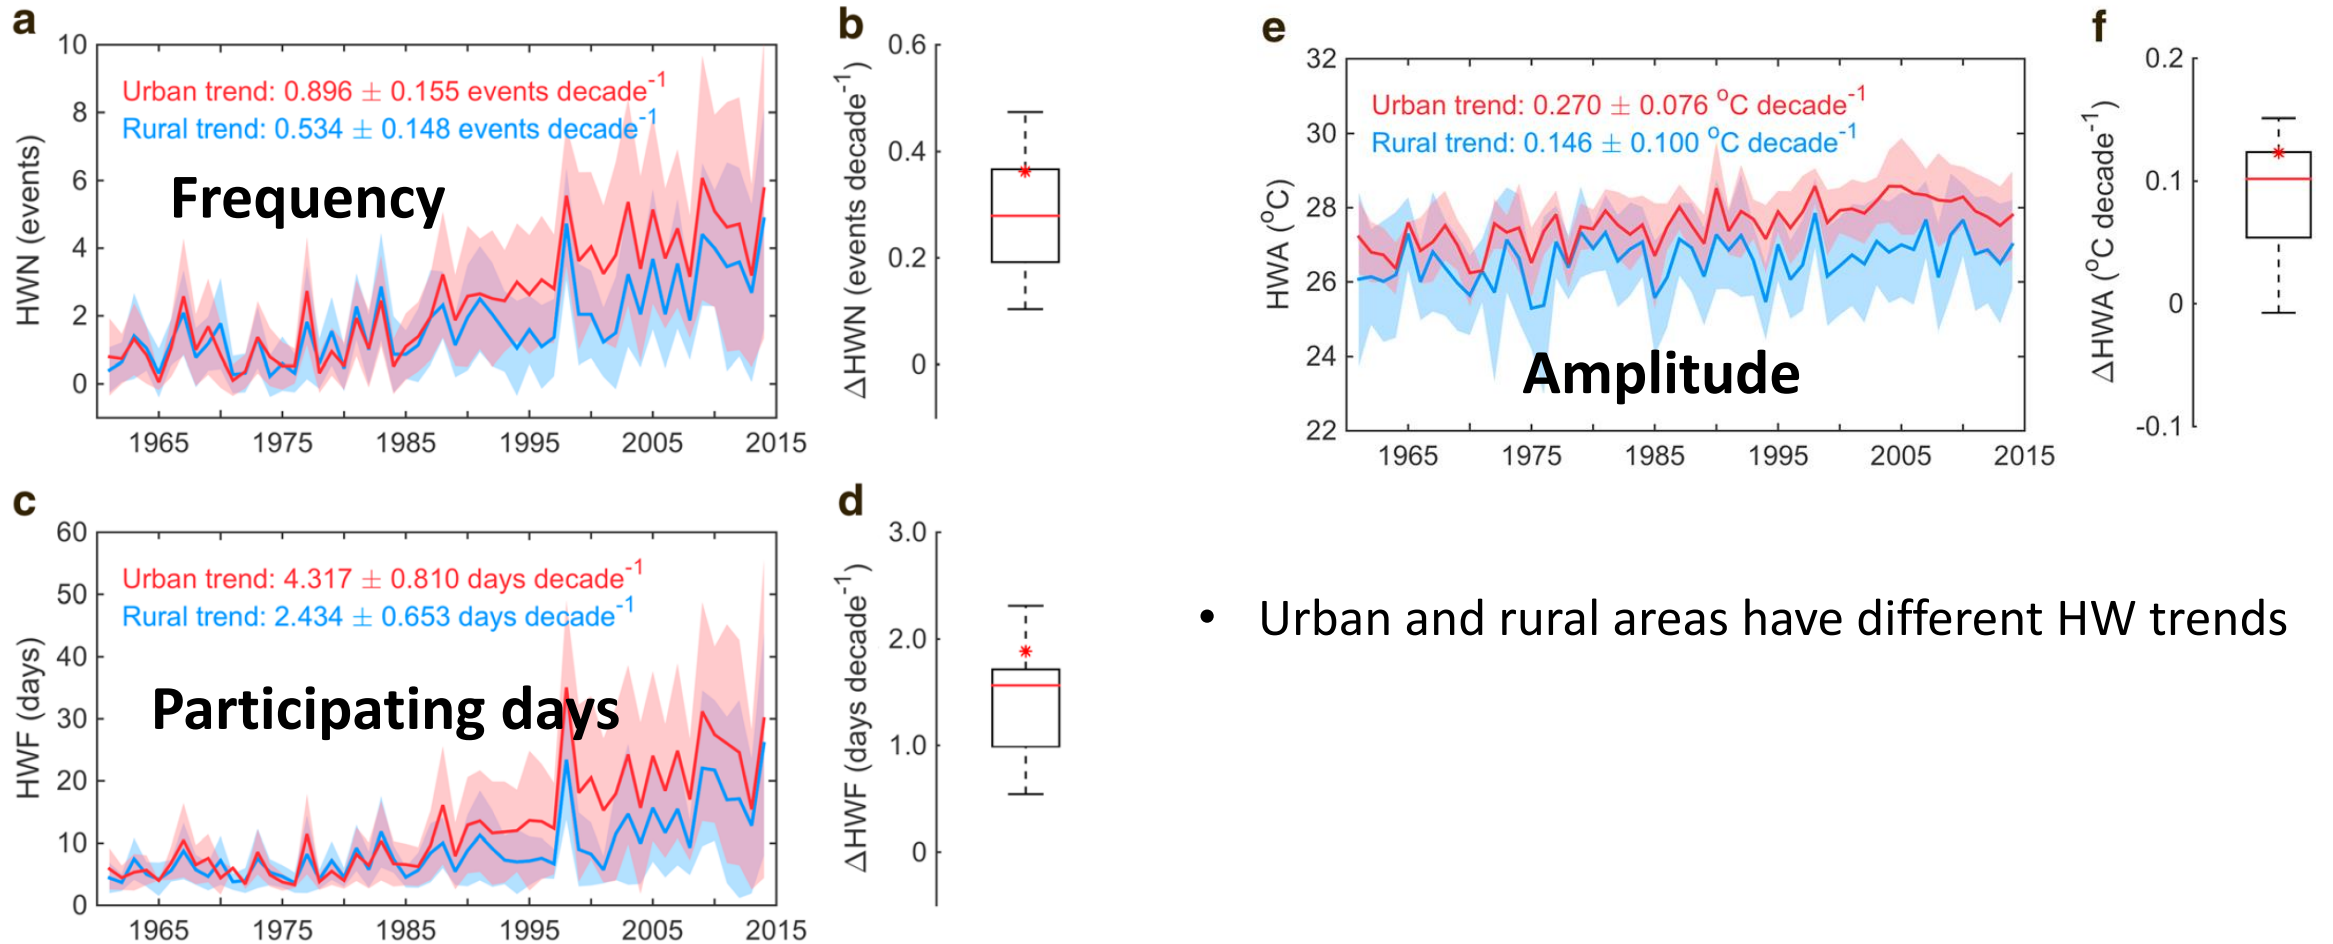 a
10
8
6
4
2
0
HWN (events)
Urban trend: 0.896 ± 0.155 events decade⁻¹
Rural trend: 0.534 ± 0.148 events decade⁻¹
Frequency
1965 1975 1985 1995 2005 2015
b
0.6
0.4
0.2
0
ΔHWN (events decade⁻¹)
e
32
30
28
26
24
22
HWA (°C)
Urban trend: 0.270 ± 0.076 °C decade⁻¹
Rural trend: 0.146 ± 0.100 °C decade⁻¹
Amplitude
1965 1975 1985 1995 2005 2015
f
0.2
0.1
0
-0.1
ΔHWA (°C decade⁻¹)
c
60
50
40
30
20
10
0
HWF (days)
Urban trend: 4.317 ± 0.810 days decade⁻¹
Rural trend: 2.434 ± 0.653 days decade⁻¹
Participating days
1965 1975 1985 1995 2005 2015
d
3.0
2.0
1.0
0
ΔHWF (days decade⁻¹)
• Urban and rural areas have different HW trends